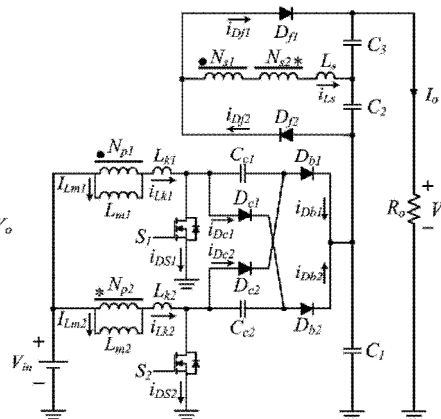 i_Df1 D_f1
N_s1 N_s2* L_s C_3
i_Ls
C_2
i_Df2 D_f2 I_o
N_p1 L_k1 C_c1 D_b1
I_Lm1 i_Lk1
L_m1 D_c1 i_Db1 R_o V
V_o
S_1 i_Dc1
i_DS1 i_Dc2
*N_p2 L_k2 D_c2 i_Db2
I_Lm2 i_Lk2 C_c2 D_b2
L_m2 C_1
+
V_in S_2
−
i_DS2